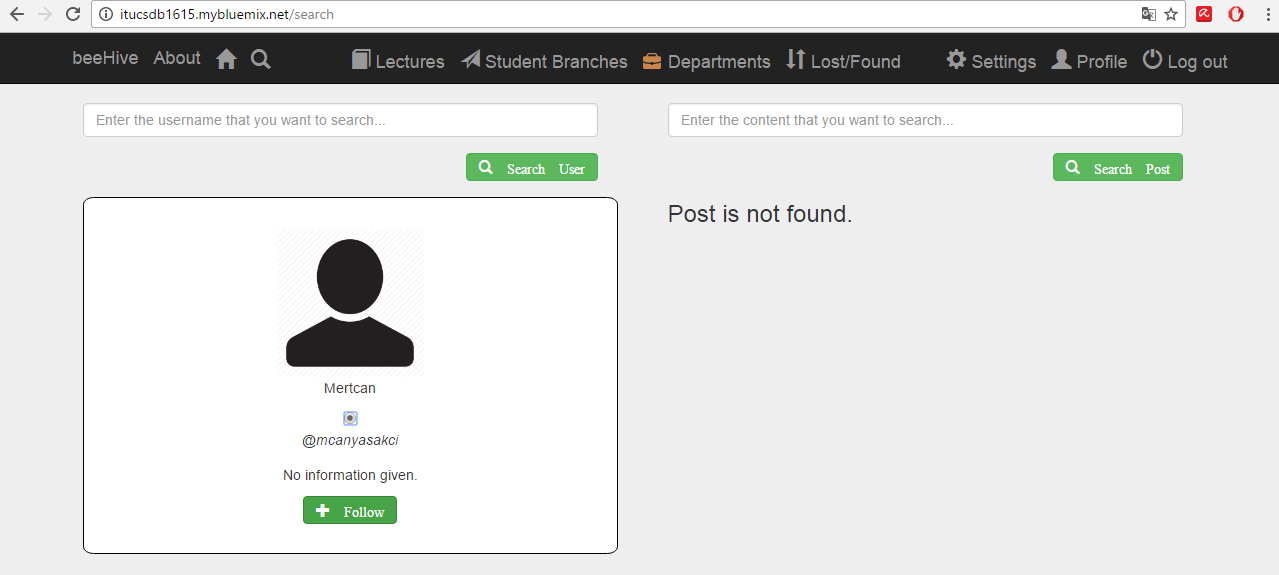 itucsdb1615.mybluemix.net/search
beeHive About Lectures Student Branches Departments Lost/Found Settings Profile Log out
Enter the username that you want to search...
Enter the content that you want to search...
Search User
Search Post
Post is not found.
Mertcan
@mcanyasakci
No information given.
Follow